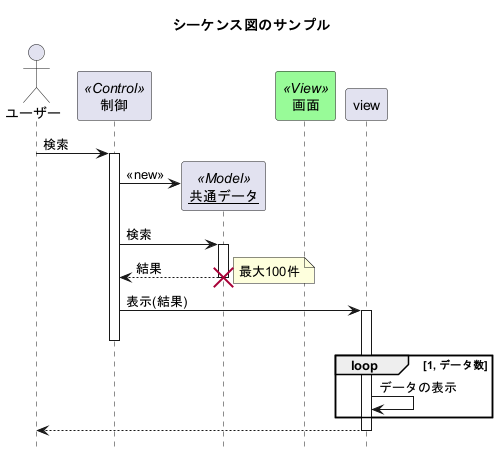 シーケンス図のサンプル
ユーザー
«Control»
制御
«View»
画面
view
検索
«new»
«Model»
共通データ
検索
結果
最大100件
表示(結果)
loop
[1, データ数]
データの表示